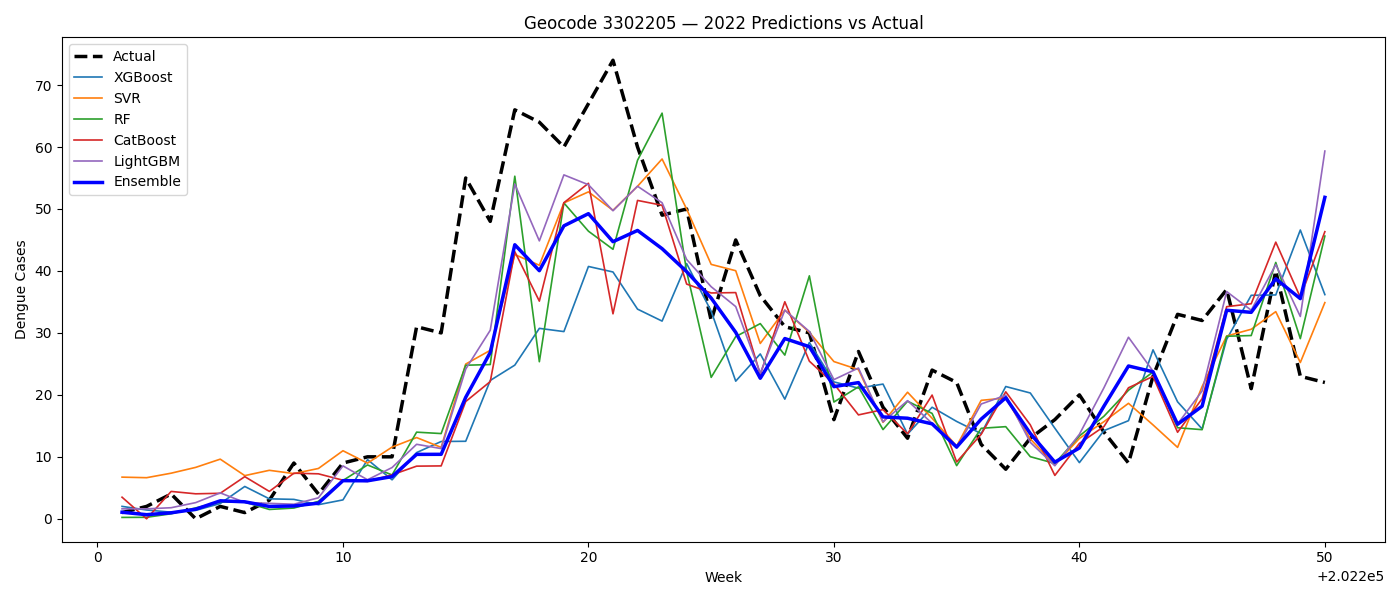 Geocode 3302205 — 2022 Predictions vs Actual
Actual
XGBoost
SVR
RF
CatBoost
LightGBM
Ensemble
Dengue Cases
70
60
50
40
30
20
10
0
0 10 20 30 40 50
Week
+2.022e5